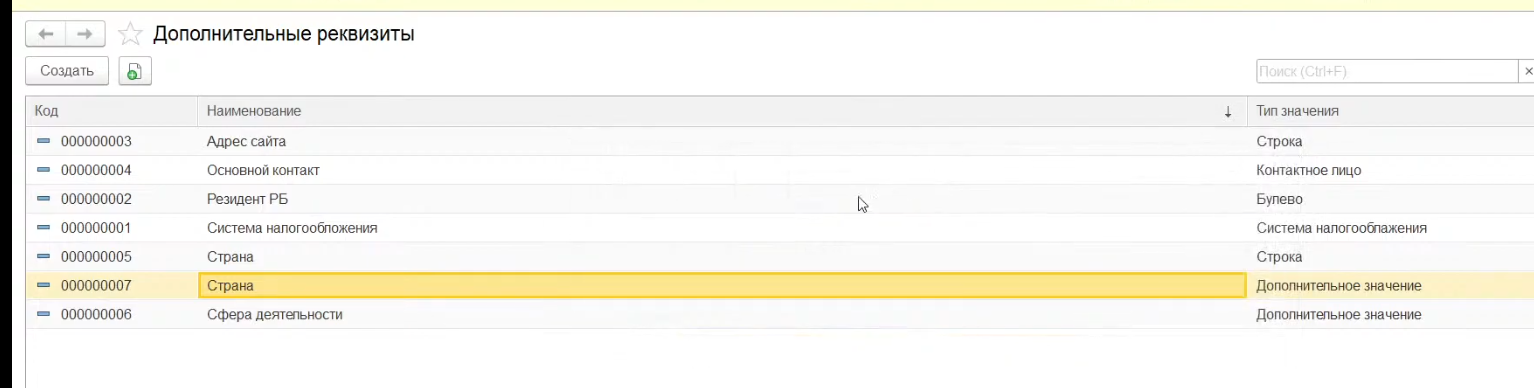 Дополнительные реквизиты
Создать
Поиск (Ctrl+F)
Код Наименование ↓ Тип значения
000000003 Адрес сайта Строка
000000004 Основной контакт Контактное лицо
000000002 Резидент РБ Булево
000000001 Система налогообложения Система налогооблажения
000000005 Страна Строка
000000007 Страна Дополнительное значение
000000006 Сфера деятельности Дополнительное значение